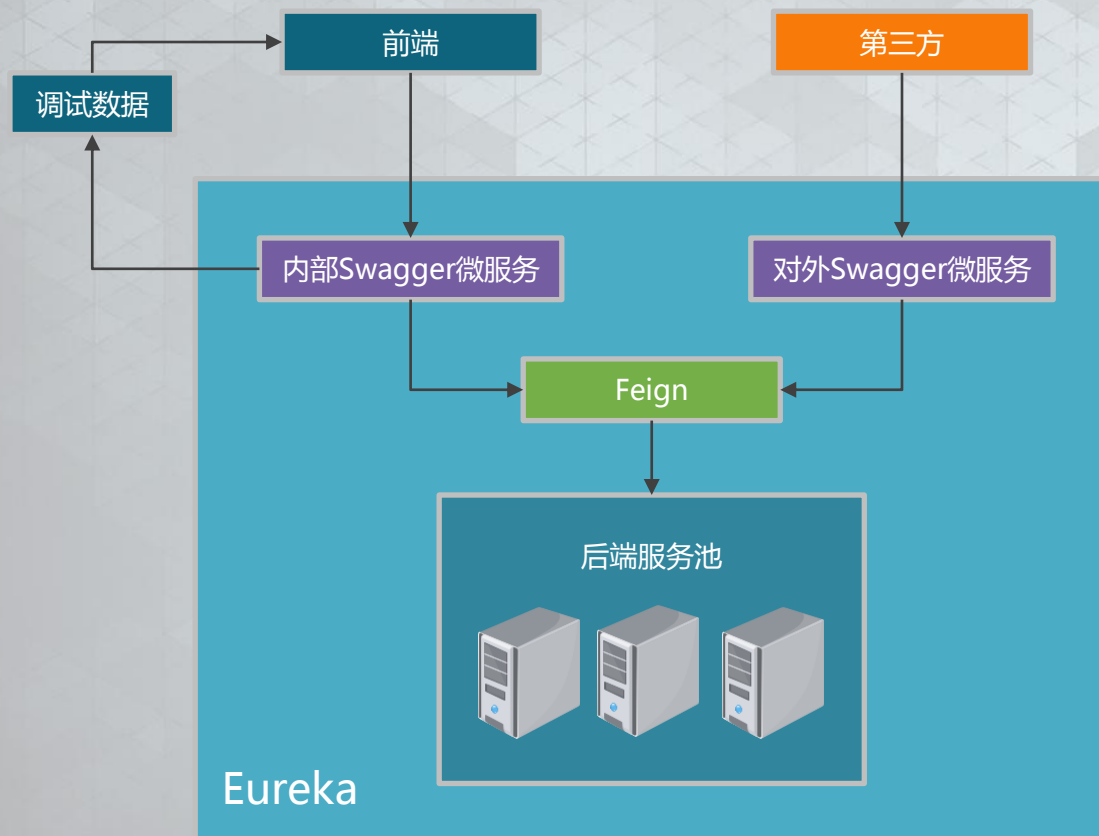 前端
第三方
调试数据
内部Swagger微服务
对外Swagger微服务
Feign
后端服务池
Eureka